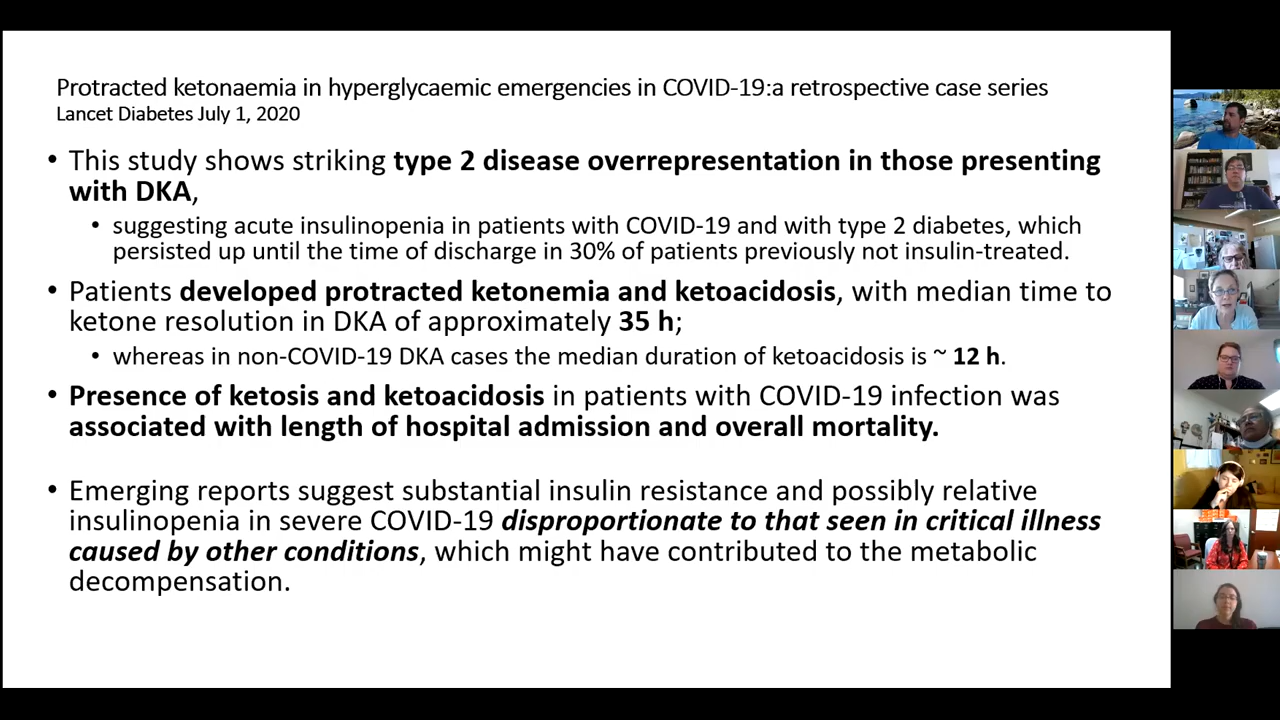 Protracted ketonaemia in hyperglycaemic emergencies in COVID-19:a retrospective case series
Lancet Diabetes July 1, 2020
• This study shows striking type 2 disease overrepresentation in those presenting
with DKA,
• suggesting acute insulinopenia in patients with COVID-19 and with type 2 diabetes, which
persisted up until the time of discharge in 30% of patients previously not insulin-treated.
• Patients developed protracted ketonemia and ketoacidosis, with median time to
ketone resolution in DKA of approximately 35 h;
• whereas in non-COVID-19 DKA cases the median duration of ketoacidosis is ~ 12 h.
• Presence of ketosis and ketoacidosis in patients with COVID-19 infection was
associated with length of hospital admission and overall mortality.
• Emerging reports suggest substantial insulin resistance and possibly relative
insulinopenia in severe COVID-19 disproportionate to that seen in critical illness
caused by other conditions, which might have contributed to the metabolic
decompensation.